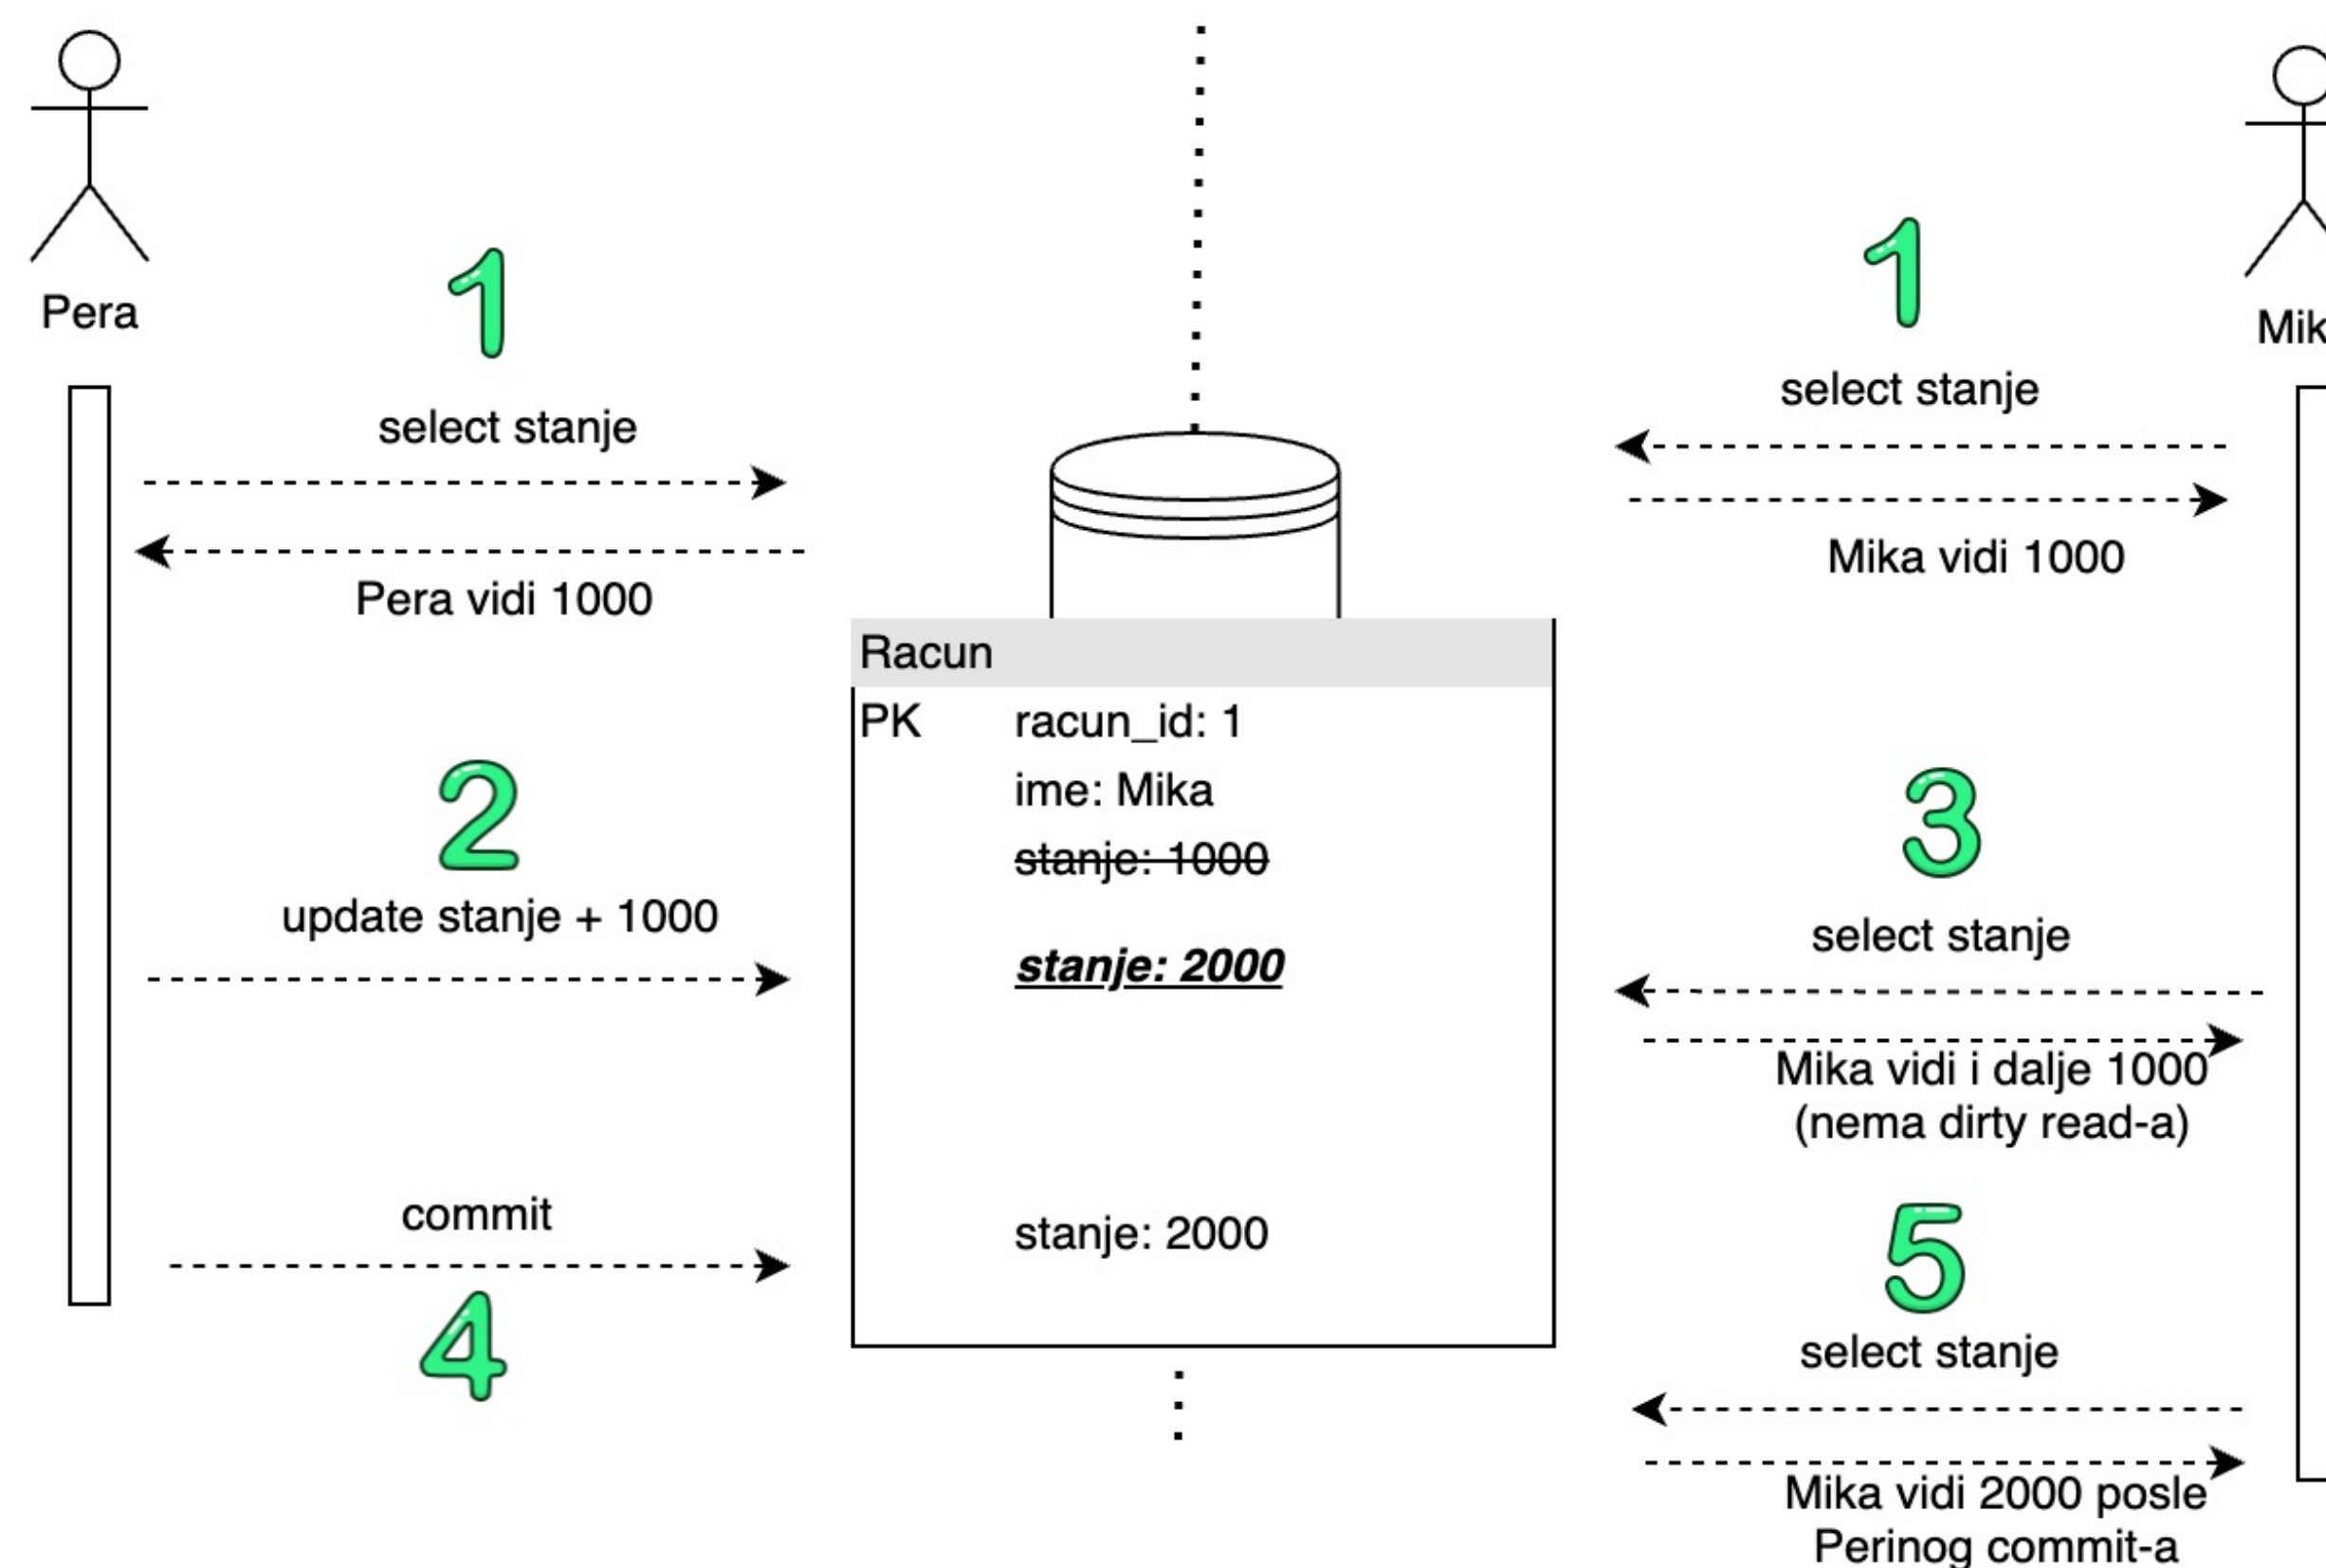 Pera
1
select stanje
Pera vidi 1000
2
update stanje + 1000
commit
4
Racun
PK racun_id: 1
ime: Mika
stanje: 1000
stanje: 2000
stanje: 2000
Mik
1
select stanje
Mika vidi 1000
3
select stanje
Mika vidi i dalje 1000
(nema dirty read-a)
5
select stanje
Mika vidi 2000 posle
Perinog commit-a